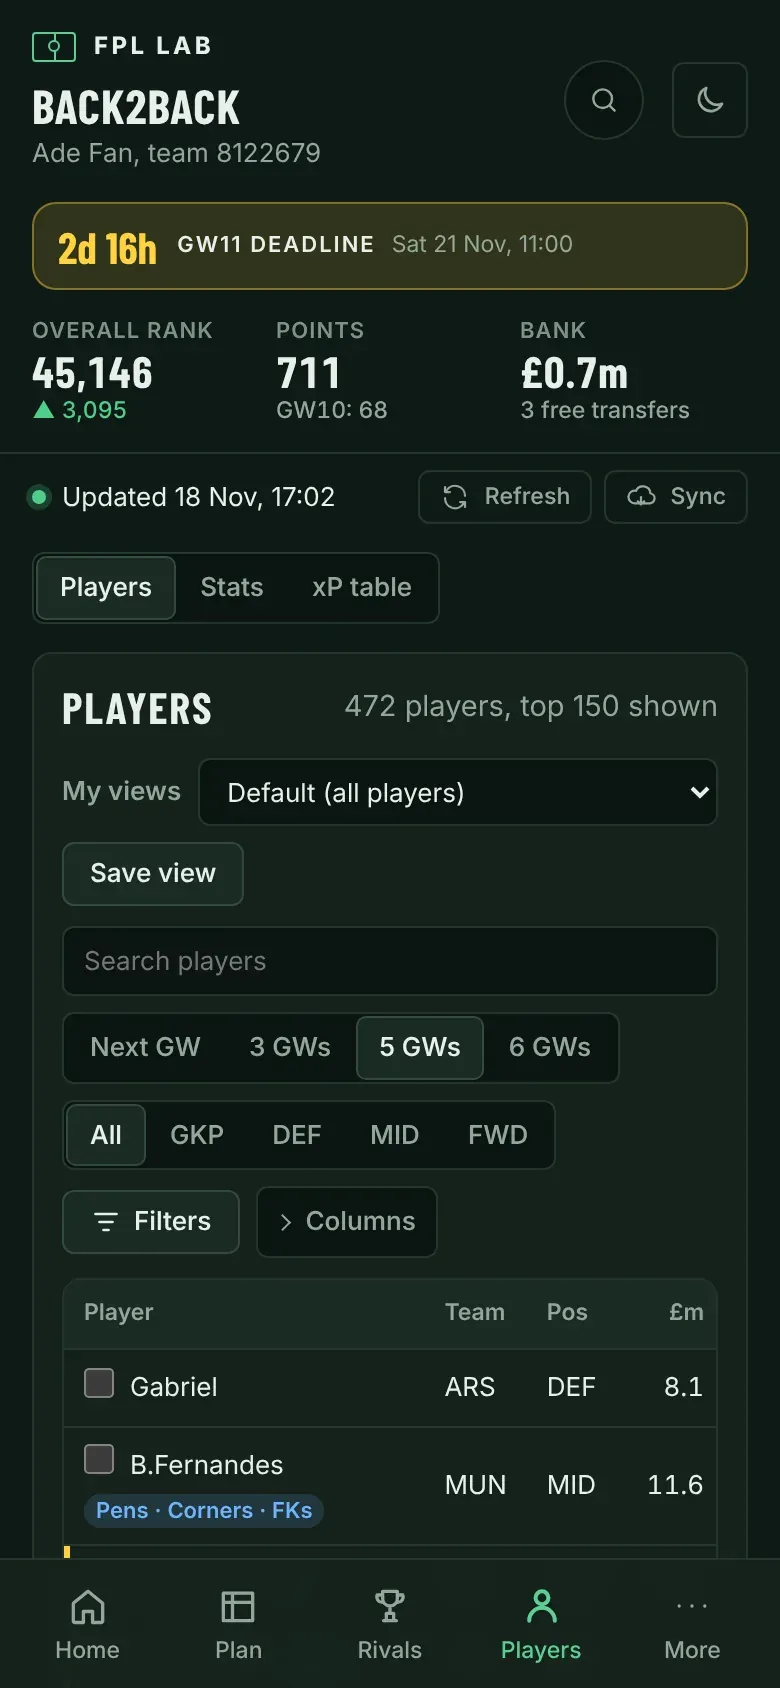 FPL LAB
BACK2BACK
Ade Fan, team 8122679
2d 16h GW11 DEADLINE Sat 21 Nov, 11:00
OVERALL RANK POINTS BANK
45,146 711 £0.7m
▲ 3,095 GW10: 68 3 free transfers
Updated 18 Nov, 17:02 Refresh Sync
Players Stats xP table
PLAYERS 472 players, top 150 shown
My views Default (all players)
Save view
Search players
Next GW 3 GWs 5 GWs 6 GWs
All GKP DEF MID FWD
Filters Columns
Player Team Pos £m
Gabriel ARS DEF 8.1
B.Fernandes MUN MID 11.6
Pens · Corners · FKs
Home Plan Rivals Players More